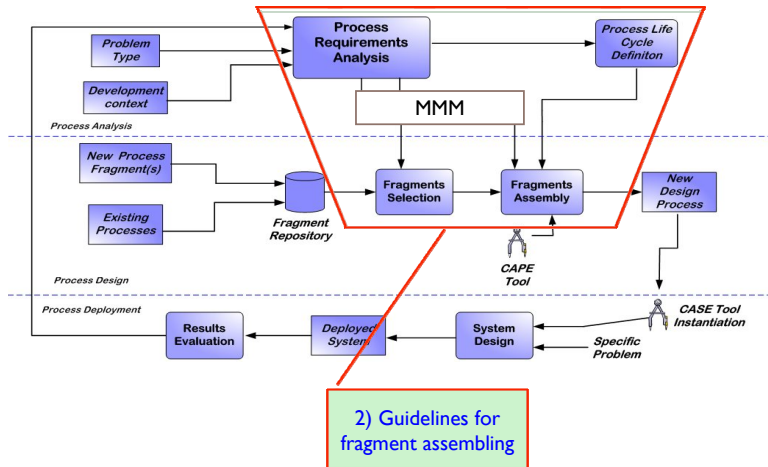 Process
Requirements
Analysis
Process Life
Cycle
Definiton
Problem
Type
Development
context
MMM
Process Analysis
New Process
Fragment(s)
Existing
Processes
Fragment
Repository
Fragments
Selection
Fragments
Assembly
New
Design
Process
CAPE
Tool
Process Design
Process Deployment
Results
Evaluation
Deployed
System
System
Design
CASE Tool
Instantiation
Specific
Problem
2) Guidelines for
fragment assembling